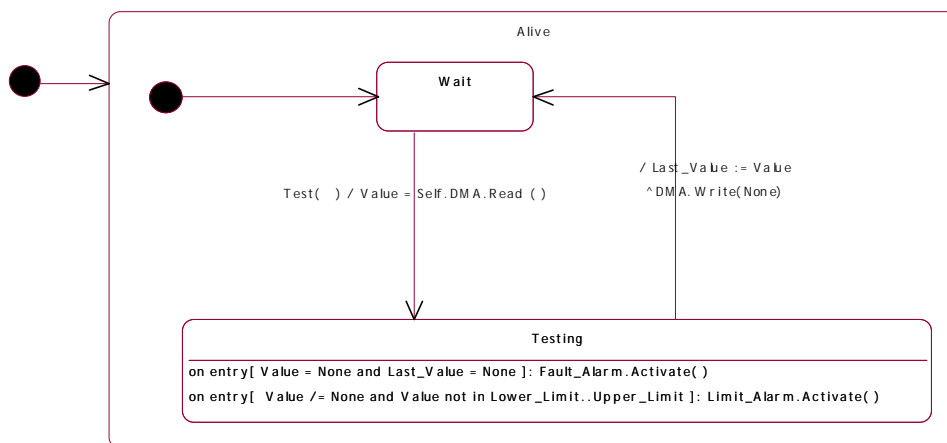 Alive
Wait
/ Last_Value := Value
Test( ) / Value = Self.DMA.Read ()
^DMA.Write(None)
Testing
on entry[ Value = None and Last_Value = None ]: Fault_Alarm.Activate()
on entry[ Value /= None and Value not in Lower_Limit..Upper_Limit ]: Limit_Alarm.Activate()